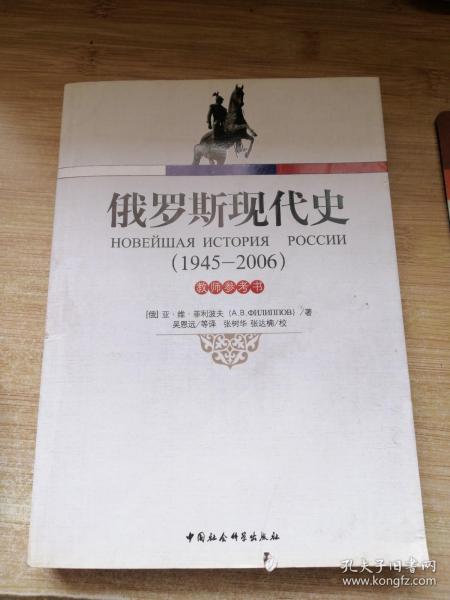 俄罗斯现代史
НОВЕЙШАЯ ИСТОРИЯ РОССИИ
(1945-2006)
教师参考书
[俄] 亚·维·菲利波夫 (А.В.ФИЛИППОВ) /著
吴恩远/等译 张树华 张达楠/校
中国社会科学出版社
孔夫子旧书网
www.kongfz.com